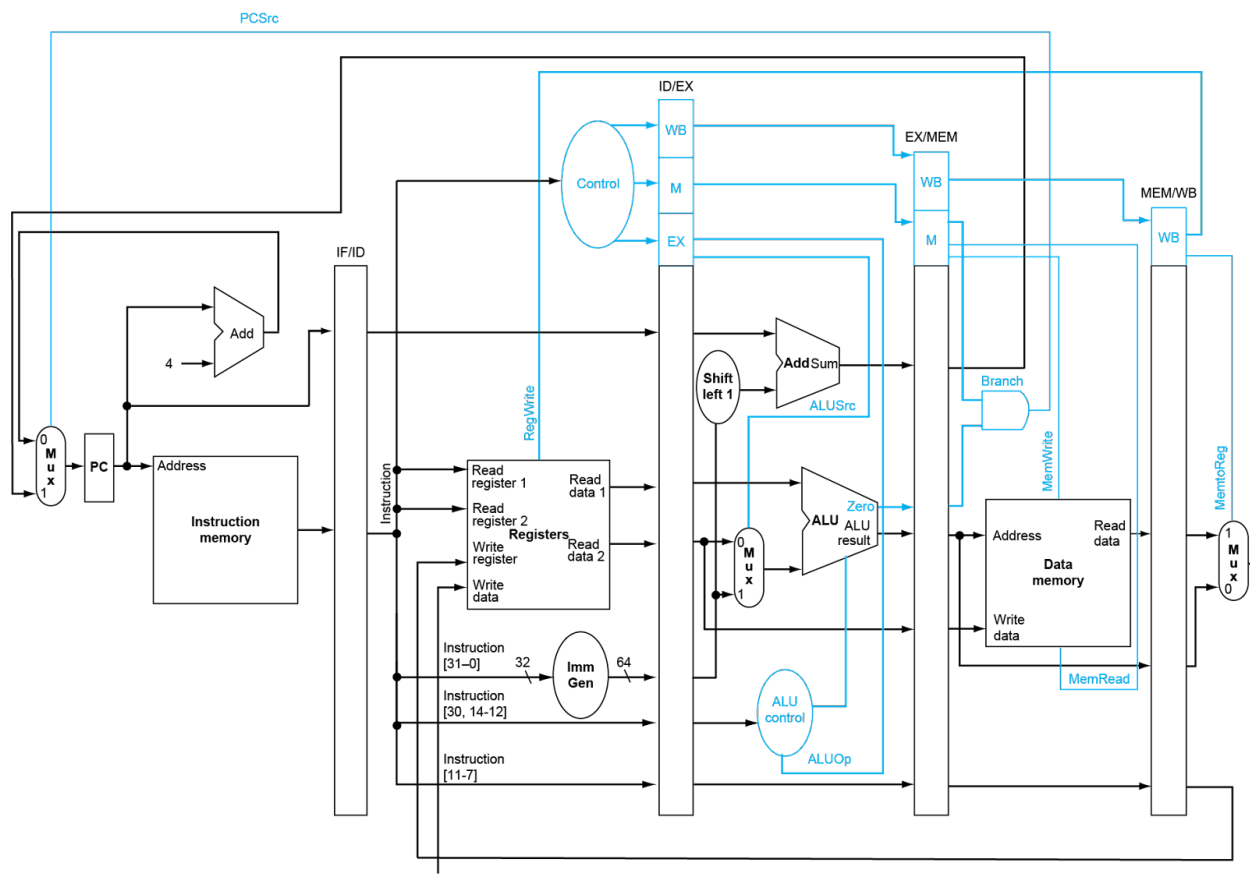 PCSrc
ID/EX
WB
EX/MEM
Control
M
WB
MEM/WB
EX
M
WB
IF/ID
Add
4
Shift
left 1
Add Sum
Branch
ALUSrc
RegWrite
MemWrite
MemtoReg
0
M
u
x
1
PC
Address
Instruction
memory
Instruction
Read
register 1
Read
register 2
Write
register
Write
data
Registers
Read
data 1
Read
data 2
0
M
u
x
1
Zero
ALU
ALU
result
Address
Read
data
Data
memory
Write
data
1
M
u
x
0
MemRead
Instruction
[31–0]
32
Imm
Gen
64
Instruction
[30, 14-12]
ALU
control
ALUOp
Instruction
[11-7]